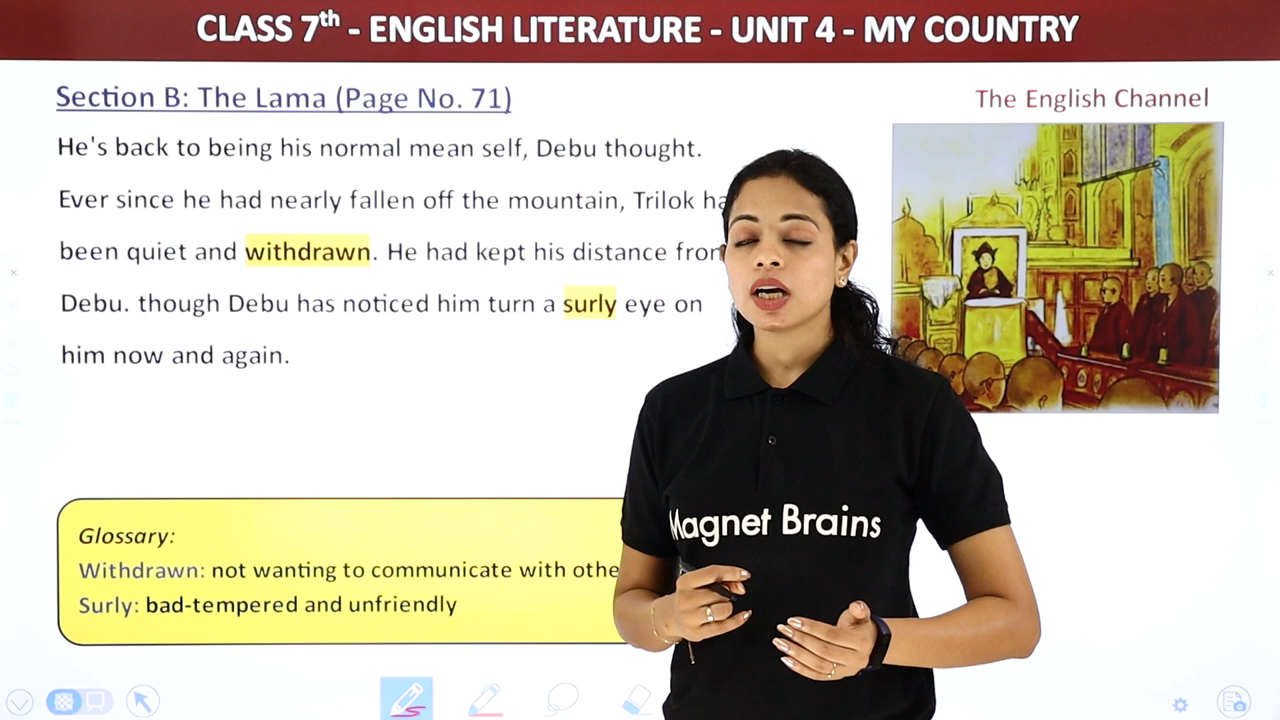 CLASS 7th - ENGLISH LITERATURE - UNIT 4 - MY COUNTRY
Section B: The Lama (Page No. 71)
The English Channel
He's back to being his normal mean self, Debu thought.
Ever since he had nearly fallen off the mountain, Trilok
been quiet and withdrawn. He had kept his distance
Debu. though Debu has noticed him turn a surly eye on
him now and again.
Glossary:
Withdrawn: not wanting to communicate with
Surly: bad-tempered and unfriendly
Magnet Brains